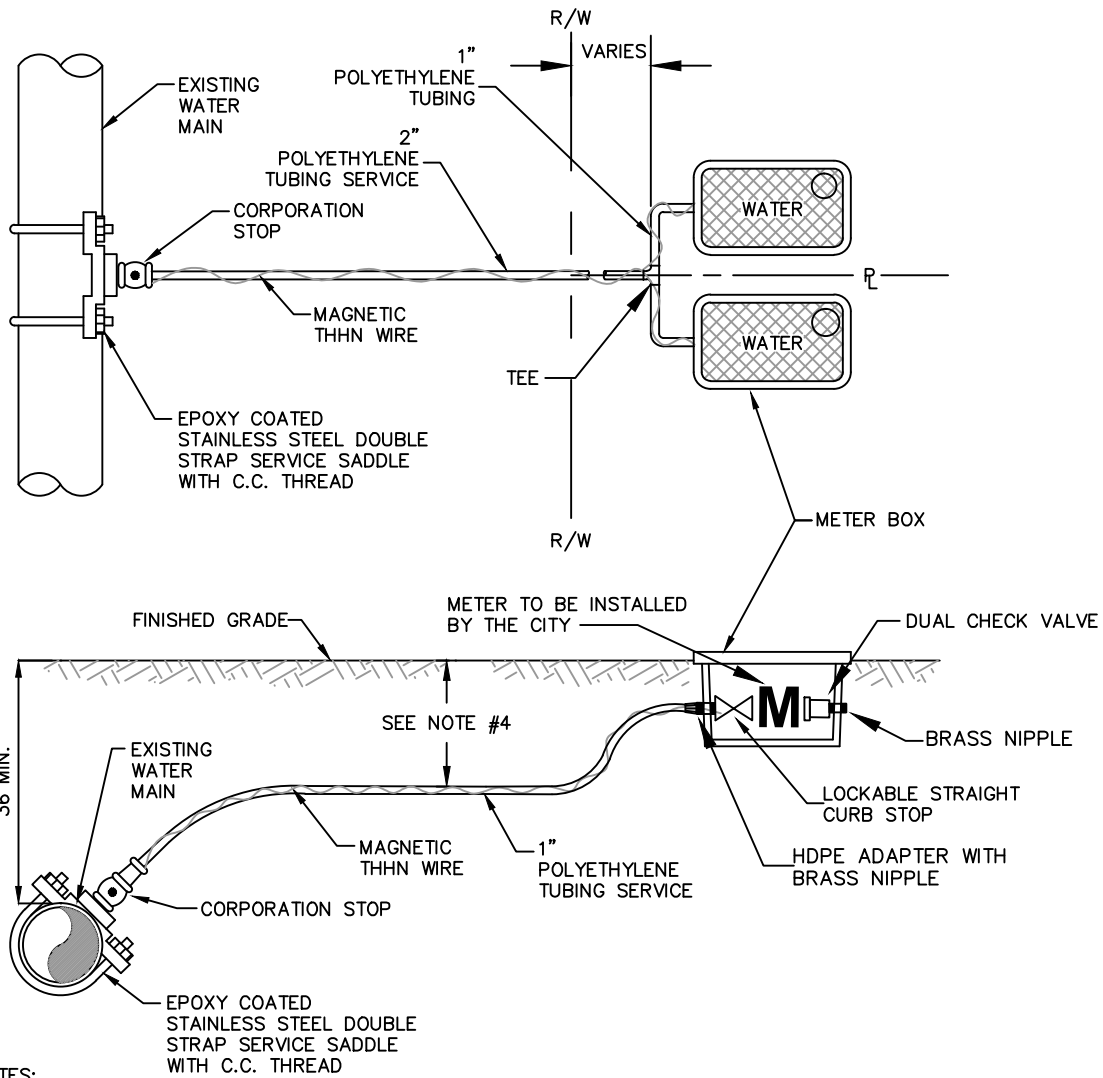 R/W
VARIES
1"
POLYETHYLENE
TUBING
EXISTING
WATER
MAIN
2"
POLYETHYLENE
TUBING SERVICE
CORPORATION
STOP
WATER
PL
MAGNETIC
THHN WIRE
WATER
TEE
EPOXY COATED
STAINLESS STEEL DOUBLE
STRAP SERVICE SADDLE
WITH C.C. THREAD
METER BOX
R/W
FINISHED GRADE
METER TO BE INSTALLED
BY THE CITY
DUAL CHECK VALVE
M
SEE NOTE #4
BRASS NIPPLE
EXISTING
WATER
MAIN
36" MIN.
LOCKABLE STRAIGHT
CURB STOP
MAGNETIC
THHN WIRE
1"
POLYETHYLENE
TUBING SERVICE
HDPE ADAPTER WITH
BRASS NIPPLE
CORPORATION STOP
EPOXY COATED
STAINLESS STEEL DOUBLE
STRAP SERVICE SADDLE
WITH C.C. THREAD